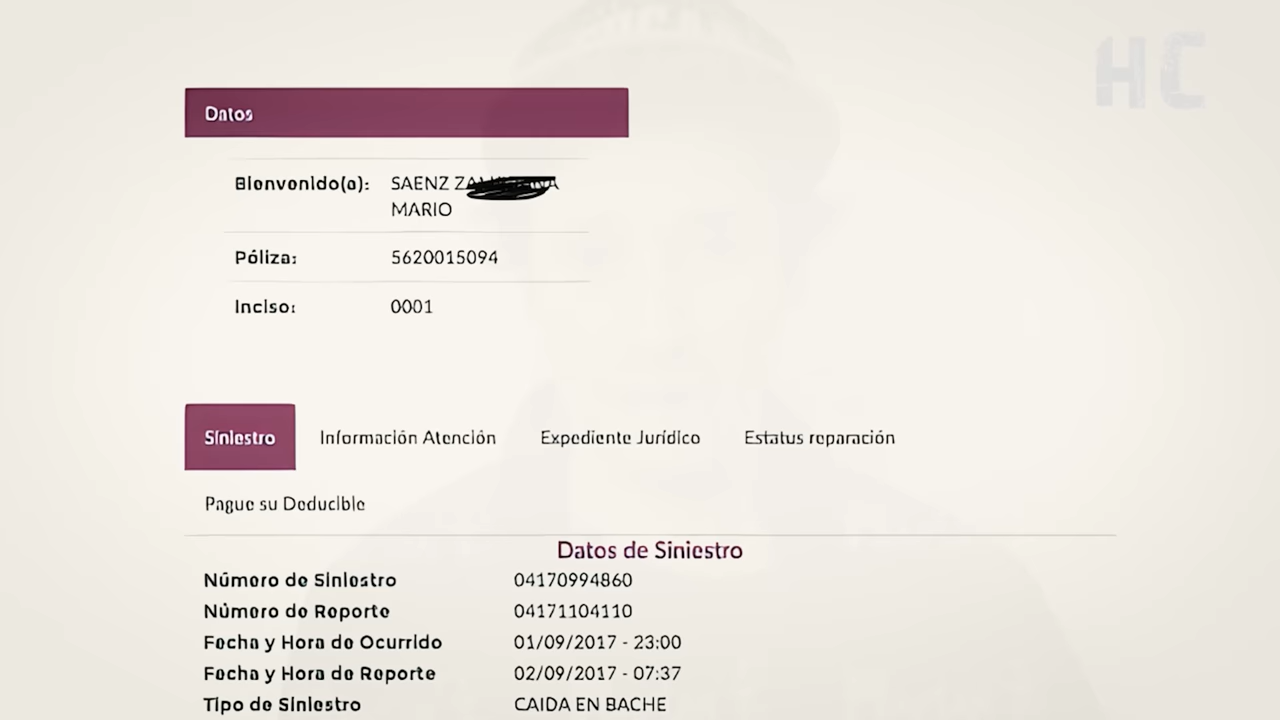 HC
Datos
Bienvenido(a): SAENZ
MARIO
Póliza: 5620015094
Inciso: 0001
Siniestro Información Atención Expediente Jurídico Estatus reparación
Pague su Deducible
Datos de Siniestro
Número de Siniestro 04170994860
Número de Reporte 04171104110
Fecha y Hora de Ocurrido 01/09/2017 - 23:00
Fecha y Hora de Reporte 02/09/2017 - 07:37
Tipo de Siniestro CAIDA EN BACHE